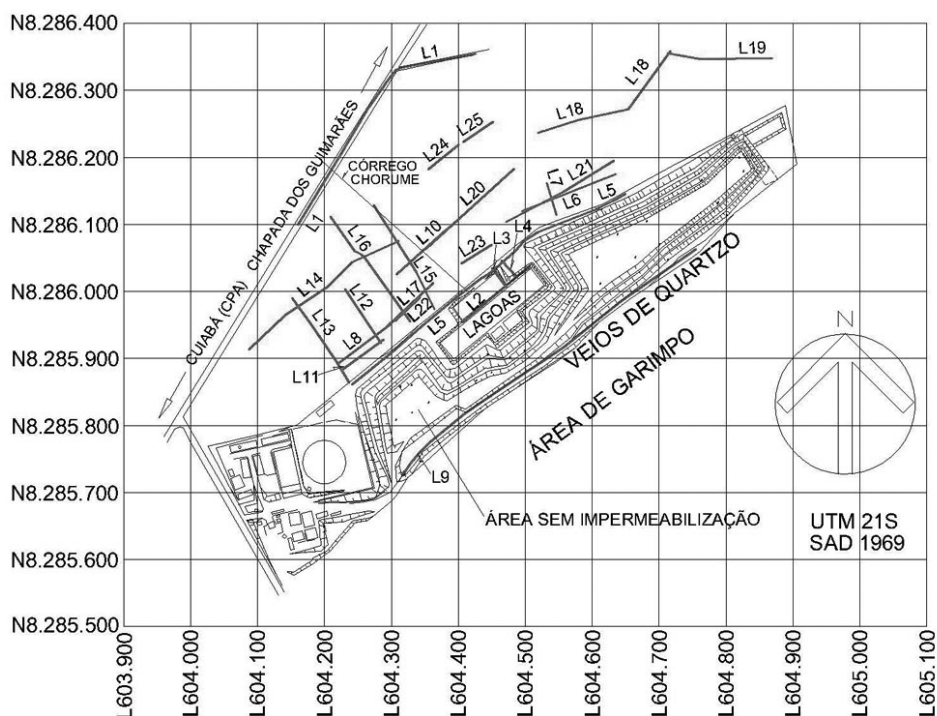 N8.286.400
N8.286.300
N8.286.200
N8.286.100
N8.286.000
N8.285.900
N8.285.800
N8.285.700
N8.285.600
N8.285.500
L1
L19
L18
L18
CHAPADA DOS GUIMARÃES
CUIABÁ (CPA)
L25
L24
CÓRREGO
CHORUME
L7
L21
L20
L6
L5
L1
L16
L10
L23
L3
L4
L14
L15
L12
L17
L22
L2
LAGOAS
L13
L8
L5
L11
VEIOS DE QUARTZO
ÁREA DE GARIMPO
N
L9
ÁREA SEM IMPERMEABILIZAÇÃO
UTM 21S
SAD 1969
L603.900
L604.000
L604.100
L604.200
L604.300
L604.400
L604.500
L604.600
L604.700
L604.800
L604.900
L605.000
L605.100